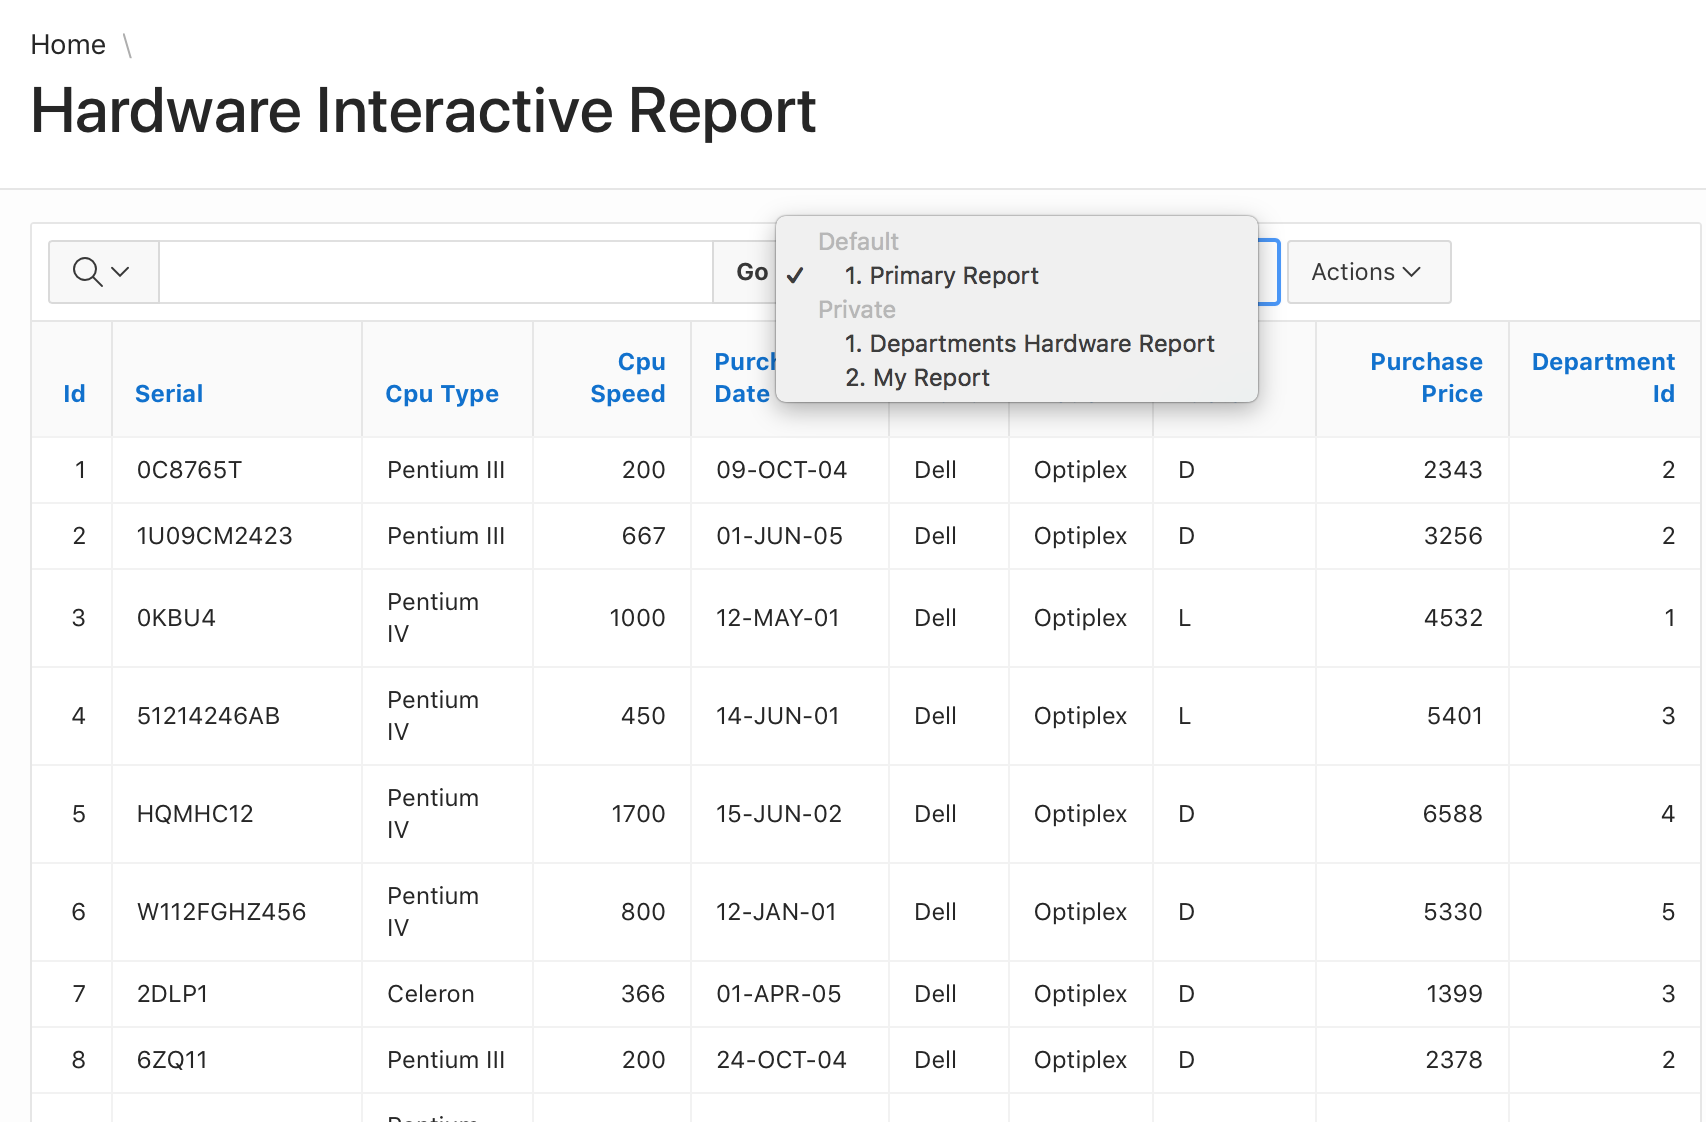 Home \
Hardware Interactive Report
Go
Default
✓ 1. Primary Report
Private
1. Departments Hardware Report
2. My Report
Actions
Id Serial Cpu Type Cpu Speed Date Purchase Price Department Id
1 0C8765T Pentium III 200 09-OCT-04 Dell Optiplex D 2343 2
2 1U09CM2423 Pentium III 667 01-JUN-05 Dell Optiplex D 3256 2
3 0KBU4 Pentium IV 1000 12-MAY-01 Dell Optiplex L 4532 1
4 51214246AB Pentium IV 450 14-JUN-01 Dell Optiplex L 5401 3
5 HQMHC12 Pentium IV 1700 15-JUN-02 Dell Optiplex D 6588 4
6 W112FGHZ456 Pentium IV 800 12-JAN-01 Dell Optiplex D 5330 5
7 2DLP1 Celeron 366 01-APR-05 Dell Optiplex D 1399 3
8 6ZQ11 Pentium III 200 24-OCT-04 Dell Optiplex D 2378 2